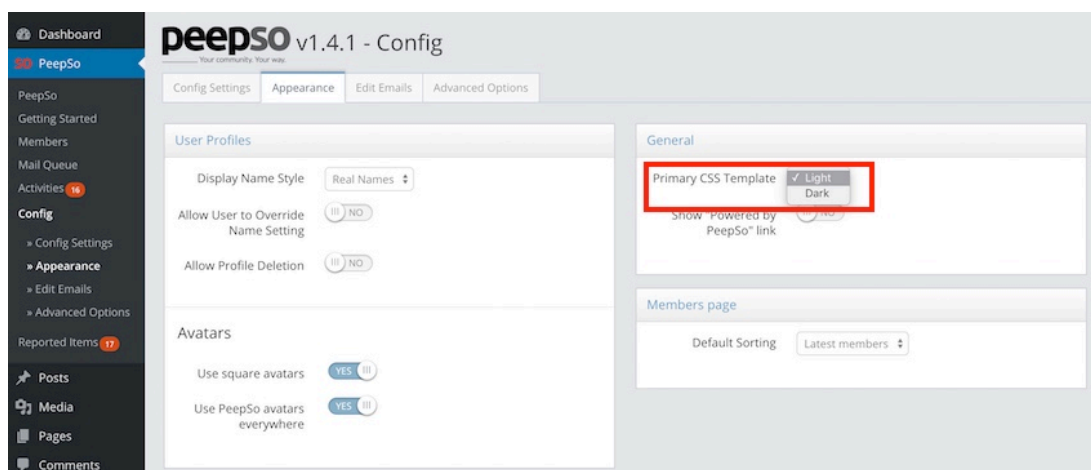 Dashboard
SO PeepSo
PeepSo
Getting Started
Members
Mail Queue
Activities 16
Config
» Config Settings
» Appearance
» Edit Emails
» Advanced Options
Reported Items 17
Posts
Media
Pages
Comments
peepso v1.4.1 - Config
Your community. Your way.
Config Settings Appearance Edit Emails Advanced Options
User Profiles
Display Name Style Real Names
Allow User to Override NO
Name Setting
Allow Profile Deletion NO
Avatars
Use square avatars YES
Use PeepSo avatars YES
everywhere
General
Primary CSS Template ✓ Light
Dark
Show "Powered by NO
PeepSo" link
Members page
Default Sorting Latest members